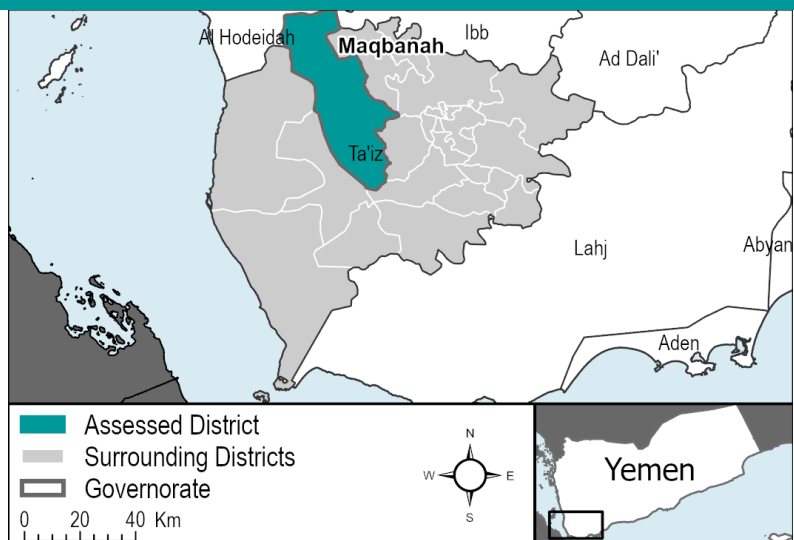 Al Hodeidah
Maqbanah
Ibb
Ad Dali'
Ta'iz
Lahj
Abyan
Aden
Assessed District
Surrounding Districts
Governorate
0 20 40 Km
N
W E
S
Yemen